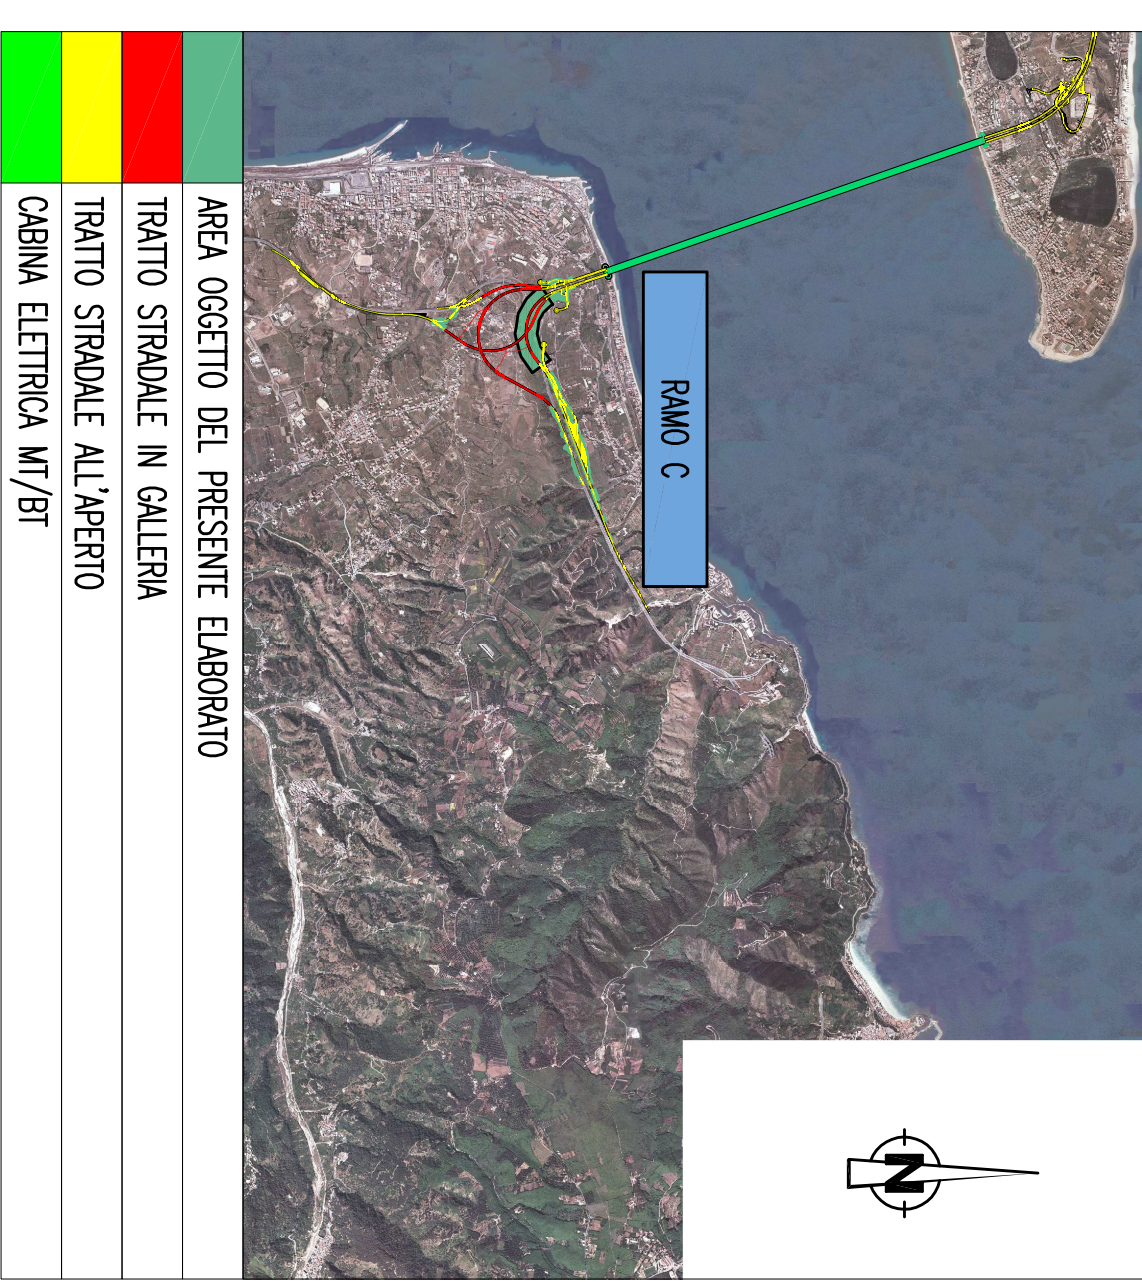 RAMO C
N
AREA OGGETTO DEL PRESENTE ELABORATO
TRATTO STRADALE IN GALLERIA
TRATTO STRADALE ALL'APERTO
CABINA ELETTRICA MT/BT